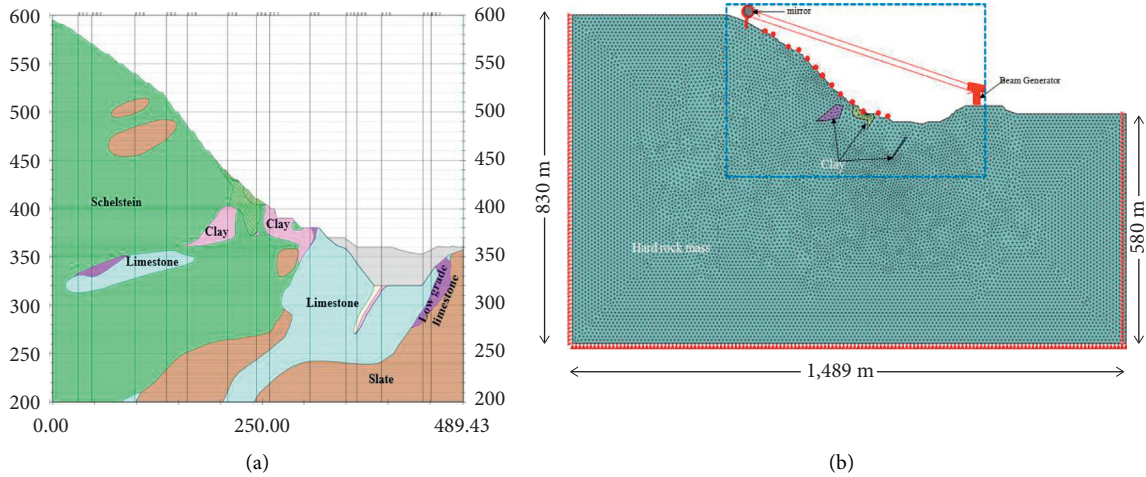 600
550
500
450
400
350
300
250
200
600
550
500
450
400
350
300
250
200
Schelstein
Clay
Clay
Limestone
Limestone
Low grade
limestone
Slate
0.00
250.00
489.43
(a)
mirror
Beam Generator
Clay
Hard rock mass
830 m
580 m
1,489 m
(b)